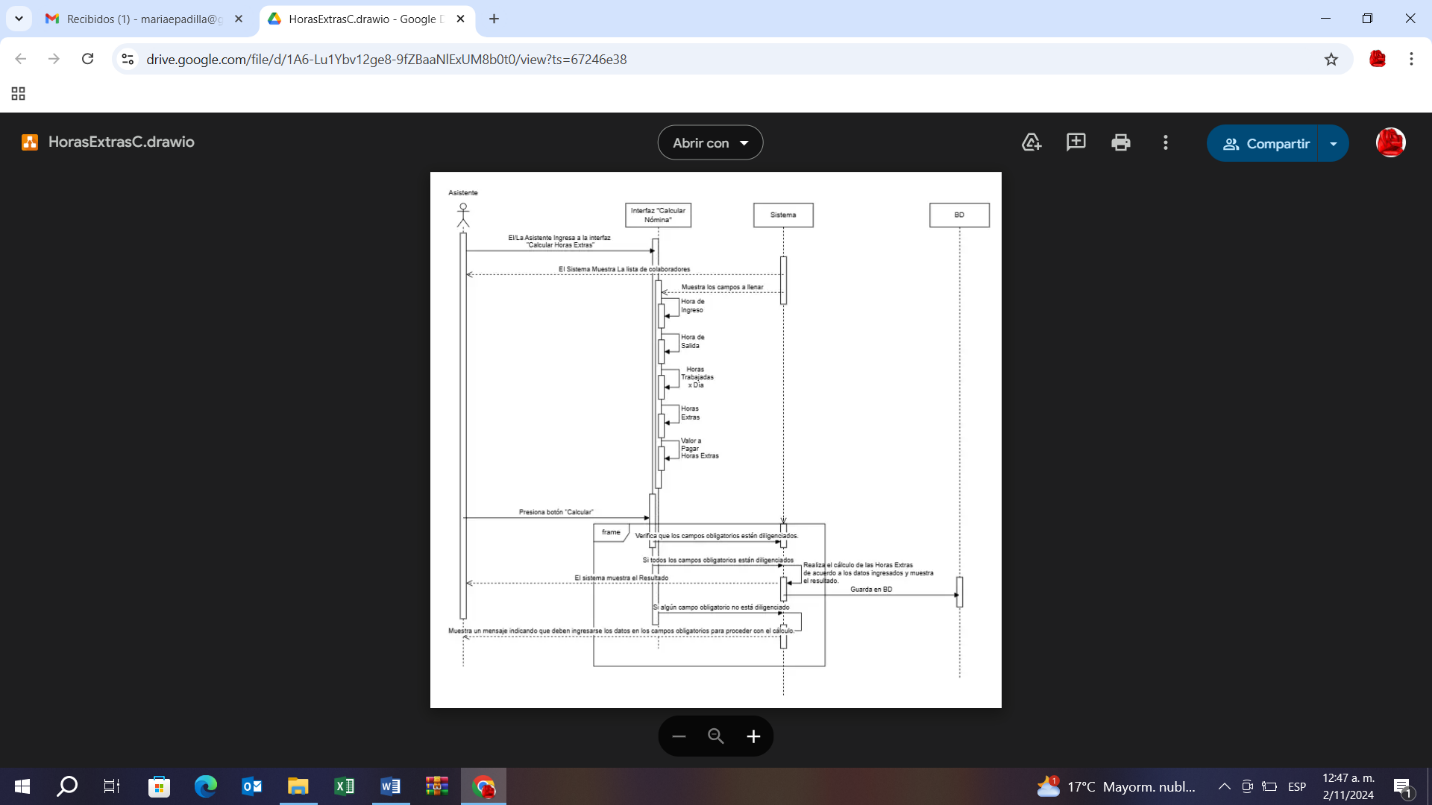 Recibidos (1) - mariaepadilla@g
HorasExtrasC.drawio - Google D
drive.google.com/file/d/1A6-Lu1Ybv12ge8-9fZBaaNlExUM8b0t0/view?ts=67246e38
HorasExtrasC.drawio
Abrir con
Compartir
Asistente
Interfaz "Calcular
Nómina"
Sistema
BD
El/La Asistente Ingresa a la interfaz
"Calcular Horas Extras"
El Sistema Muestra La lista de colaboradores
Muestra los campos a llenar
Hora de
Ingreso
Hora de
Salida
Horas
Trabajadas
x Día
Horas
Extras
Valor a
Pagar
Horas Extras
Presiona botón "Calcular"
frame
Verifica que los campos obligatorios estén diligenciados.
Si todos los campos obligatorios están diligenciados
Realiza el cálculo de las Horas Extras
de acuerdo a los datos ingresados y muestra
el resultado.
El sistema muestra el Resultado
Guarda en BD
Si algún campo obligatorio no está diligenciado
Muestra un mensaje indicando que deben ingresarse los datos en los campos obligatorios para proceder con el cálculo.
1
17°C Mayorm. nubl...
ESP
12:47 a. m.
2/11/2024
1